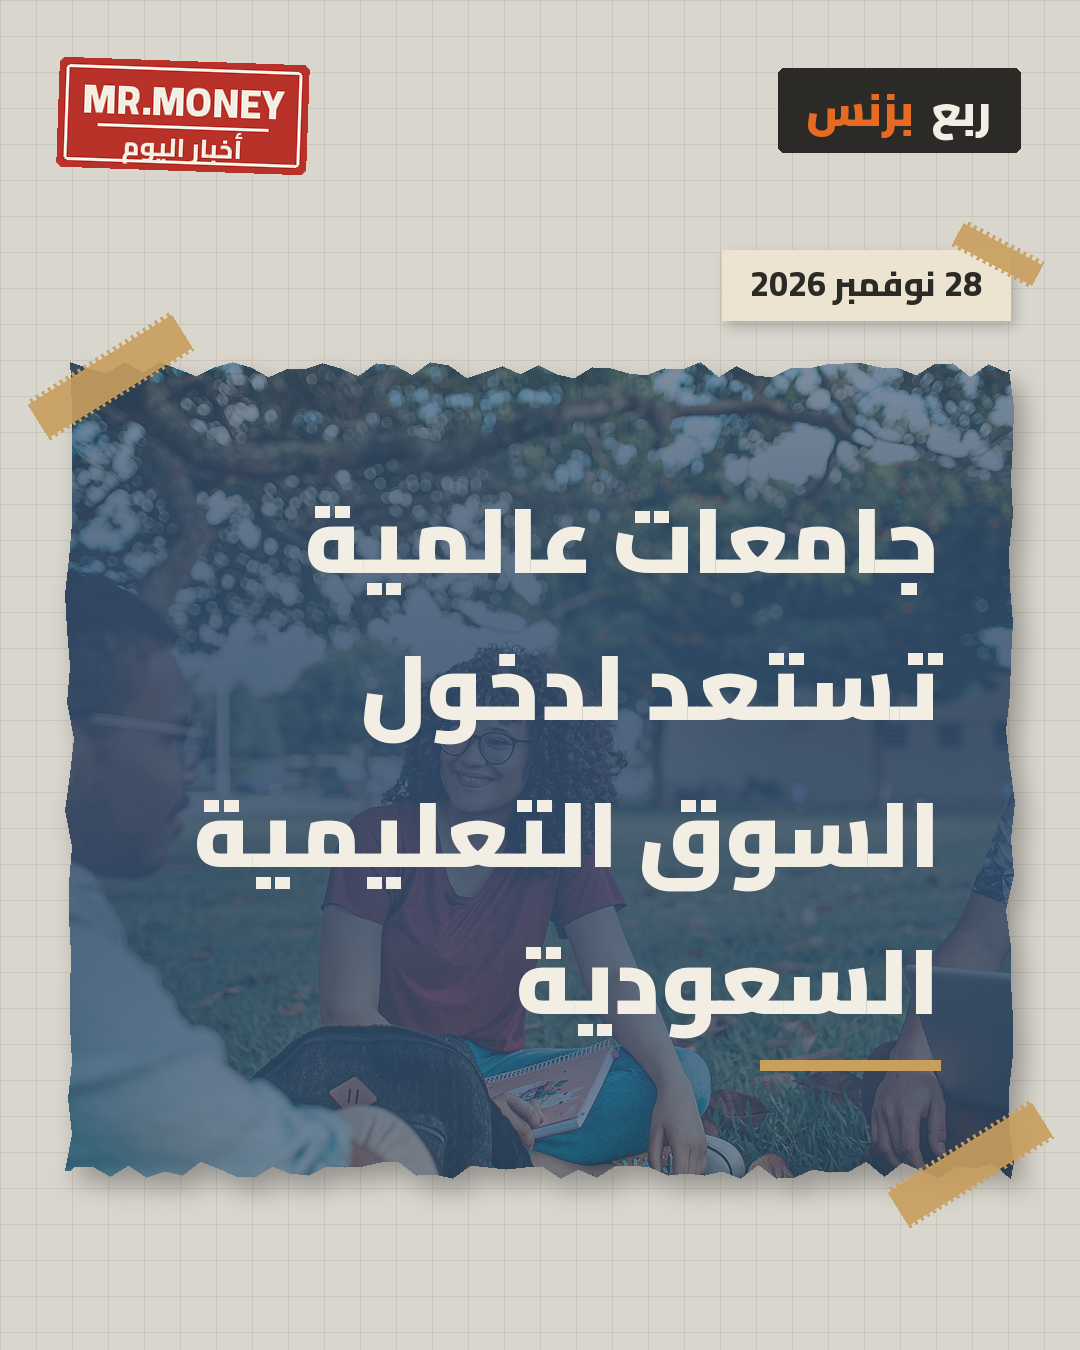 MR.MONEY
أخبار اليوم
ربع بزنس
28 نوفمبر 2026
جامعات عالمية
تستعد لدخول
السوق التعليمية
السعودية